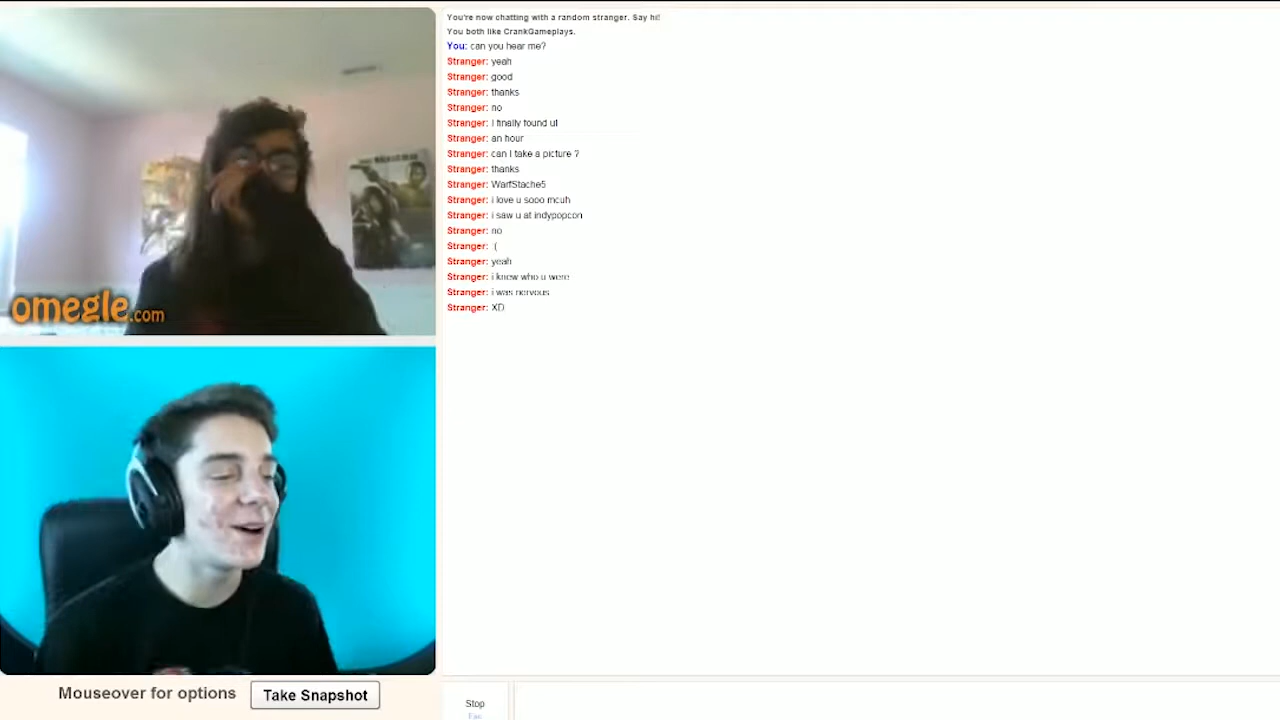 You're now chatting with a random stranger. Say hi!
You both like CrankGameplays.
You: can you hear me?
Stranger: yeah
Stranger: good
Stranger: thanks
Stranger: no
Stranger: I finally found u!
Stranger: an hour
Stranger: can I take a picture ?
Stranger: thanks
Stranger: WarfStache5
Stranger: i love u sooo mcuh
Stranger: i saw u at indypopcon
Stranger: no
Stranger: :(
Stranger: yeah
Stranger: i knew who u were
Stranger: i was nervous
Stranger: XD
omegle.com
Mouseover for options
Take Snapshot
Stop
Esc